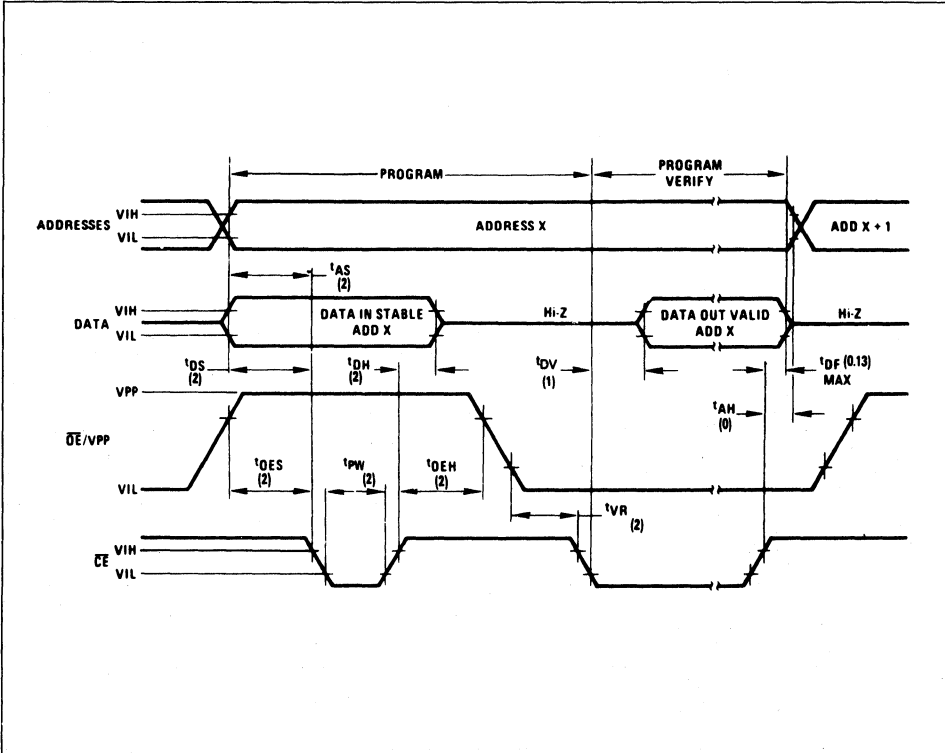 PROGRAM
PROGRAM
VERIFY
ADDRESSES
VIH
VIL
ADDRESS X
ADD X + 1
tAS
(2)
DATA
VIH
VIL
DATA IN STABLE
ADD X
Hi-Z
DATA OUT VALID
ADD X
Hi-Z
tDS
(2)
tDH
(2)
tDV
(1)
tDF (0.13)
MAX
VPP
tAH
(0)
OE/VPP
tOES
(2)
tPW
(2)
tOEH
(2)
VIL
tVR
(2)
CE
VIH
VIL